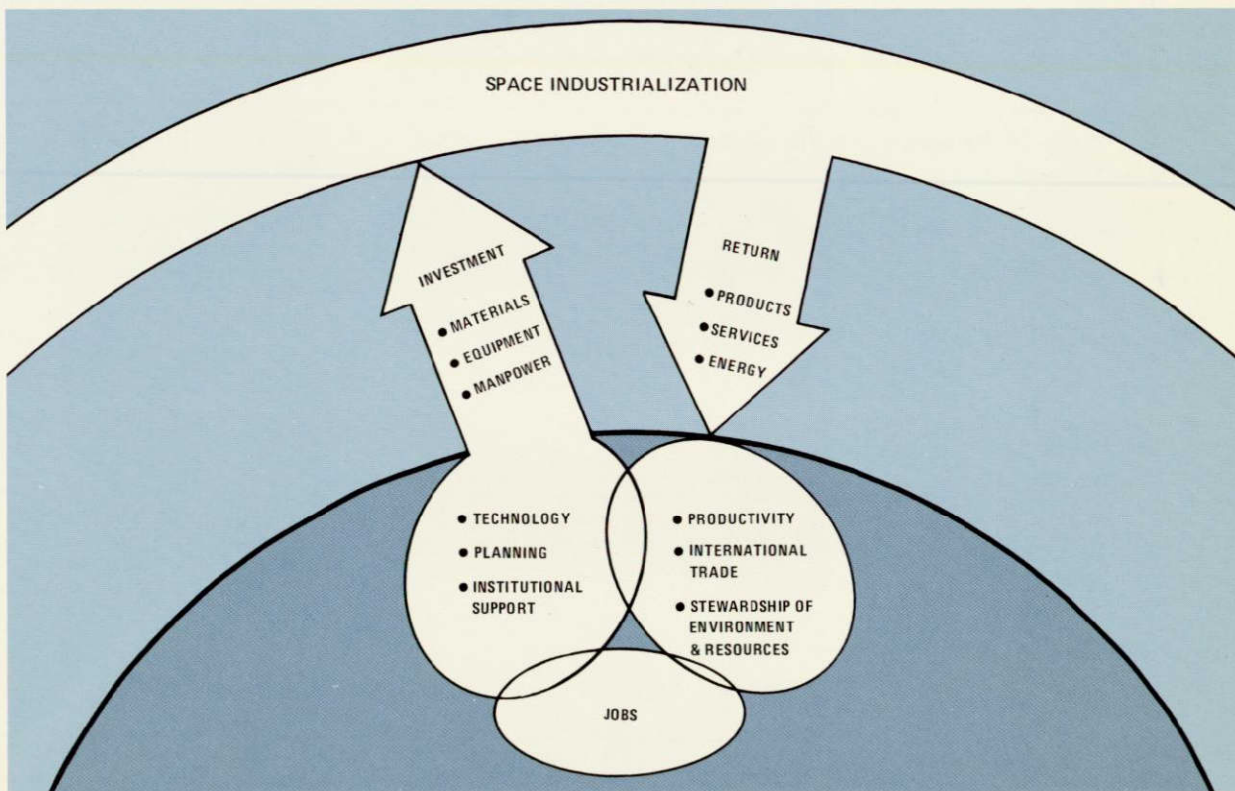 SPACE INDUSTRIALIZATION
INVESTMENT
● MATERIALS
● EQUIPMENT
● MANPOWER
RETURN
● PRODUCTS
● SERVICES
● ENERGY
● TECHNOLOGY
● PLANNING
● INSTITUTIONAL
SUPPORT
● PRODUCTIVITY
● INTERNATIONAL
TRADE
● STEWARDSHIP OF
ENVIRONMENT
& RESOURCES
JOBS